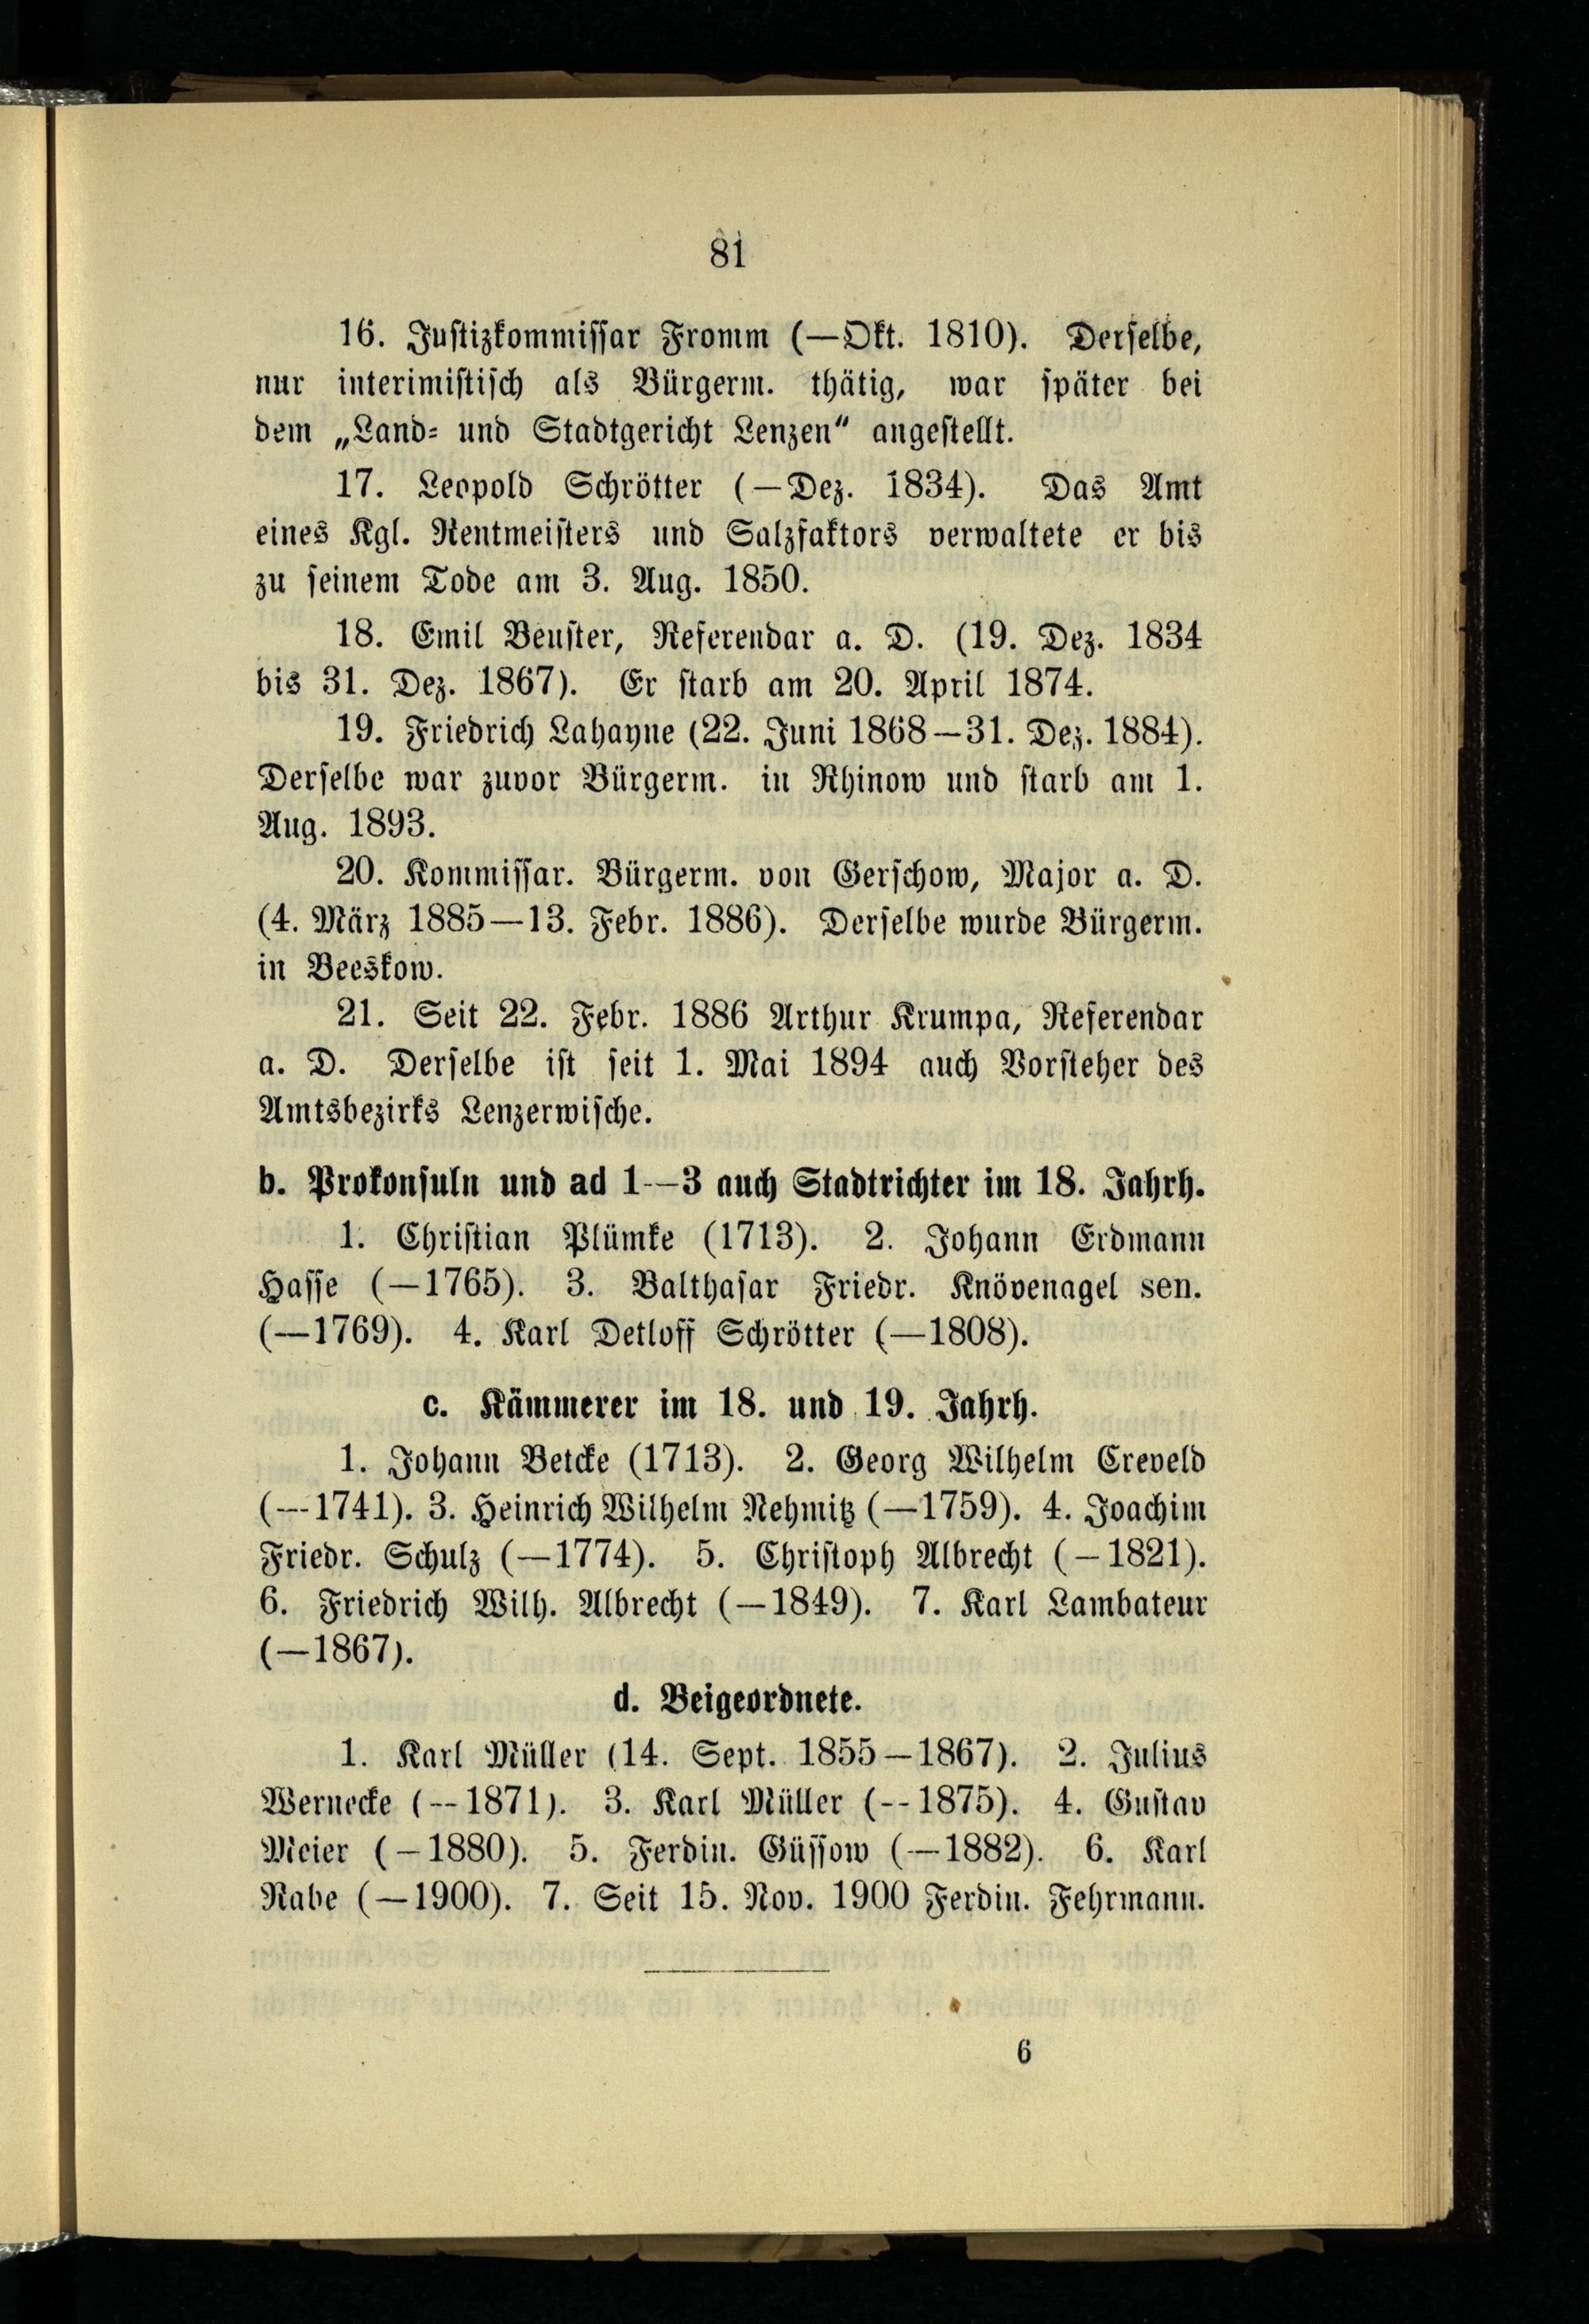 81
16. Justizkommissar Fromm (—Okt. 1810). Derselbe,
nur interimistisch als Bürgerm. thätig, war später bei
dem „Land- und Stadtgericht Lenzen“ angestellt.
17. Leopold Schrötter (—Dez. 1834). Das Amt
eines Kgl. Rentmeisters und Salzfaktors verwaltete er bis
zu seinem Tode am 3. Aug. 1850.
18. Emil Beuster, Referendar a. D. (19. Dez. 1834
bis 31. Dez. 1867). Er starb am 20. April 1874.
19. Friedrich Lahayne (22. Juni 1868—31. Dez. 1884).
Derselbe war zuvor Bürgerm. in Rhinow und starb am 1.
Aug. 1893.
20. Kommissar. Bürgerm. von Gerschow, Major a. D.
(4. März 1885—13. Febr. 1886). Derselbe wurde Bürgerm.
in Beeskow.
21. Seit 22. Febr. 1886 Arthur Krumpa, Referendar
a. D. Derselbe ist seit 1. Mai 1894 auch Vorsteher des
Amtsbezirks Lenzerwische.
b. Prokonsuln und ad 1—3 auch Stadtrichter im 18. Jahrh.
1. Christian Plümke (1713). 2. Johann Erdmann
Hasse (—1765). 3. Balthasar Friedr. Knövenagel sen.
(—1769). 4. Karl Detloff Schrötter (—1808).
c. Kämmerer im 18. und 19. Jahrh.
1. Johann Betcke (1713). 2. Georg Wilhelm Creveld
(—1741). 3. Heinrich Wilhelm Nehmitz (—1759). 4. Joachim
Friedr. Schulz (—1774). 5. Christoph Albrecht (—1821).
6. Friedrich Wilh. Albrecht (—1849). 7. Karl Lambateur
(—1867).
d. Beigeordnete.
1. Karl Müller (14. Sept. 1855—1867). 2. Julius
Wernecke (—1871). 3. Karl Müller (—1875). 4. Gustav
Meier (—1880). 5. Ferdin. Güssow (—1882). 6. Karl
Rabe (—1900). 7. Seit 15. Nov. 1900 Ferdin. Fehrmann.
6